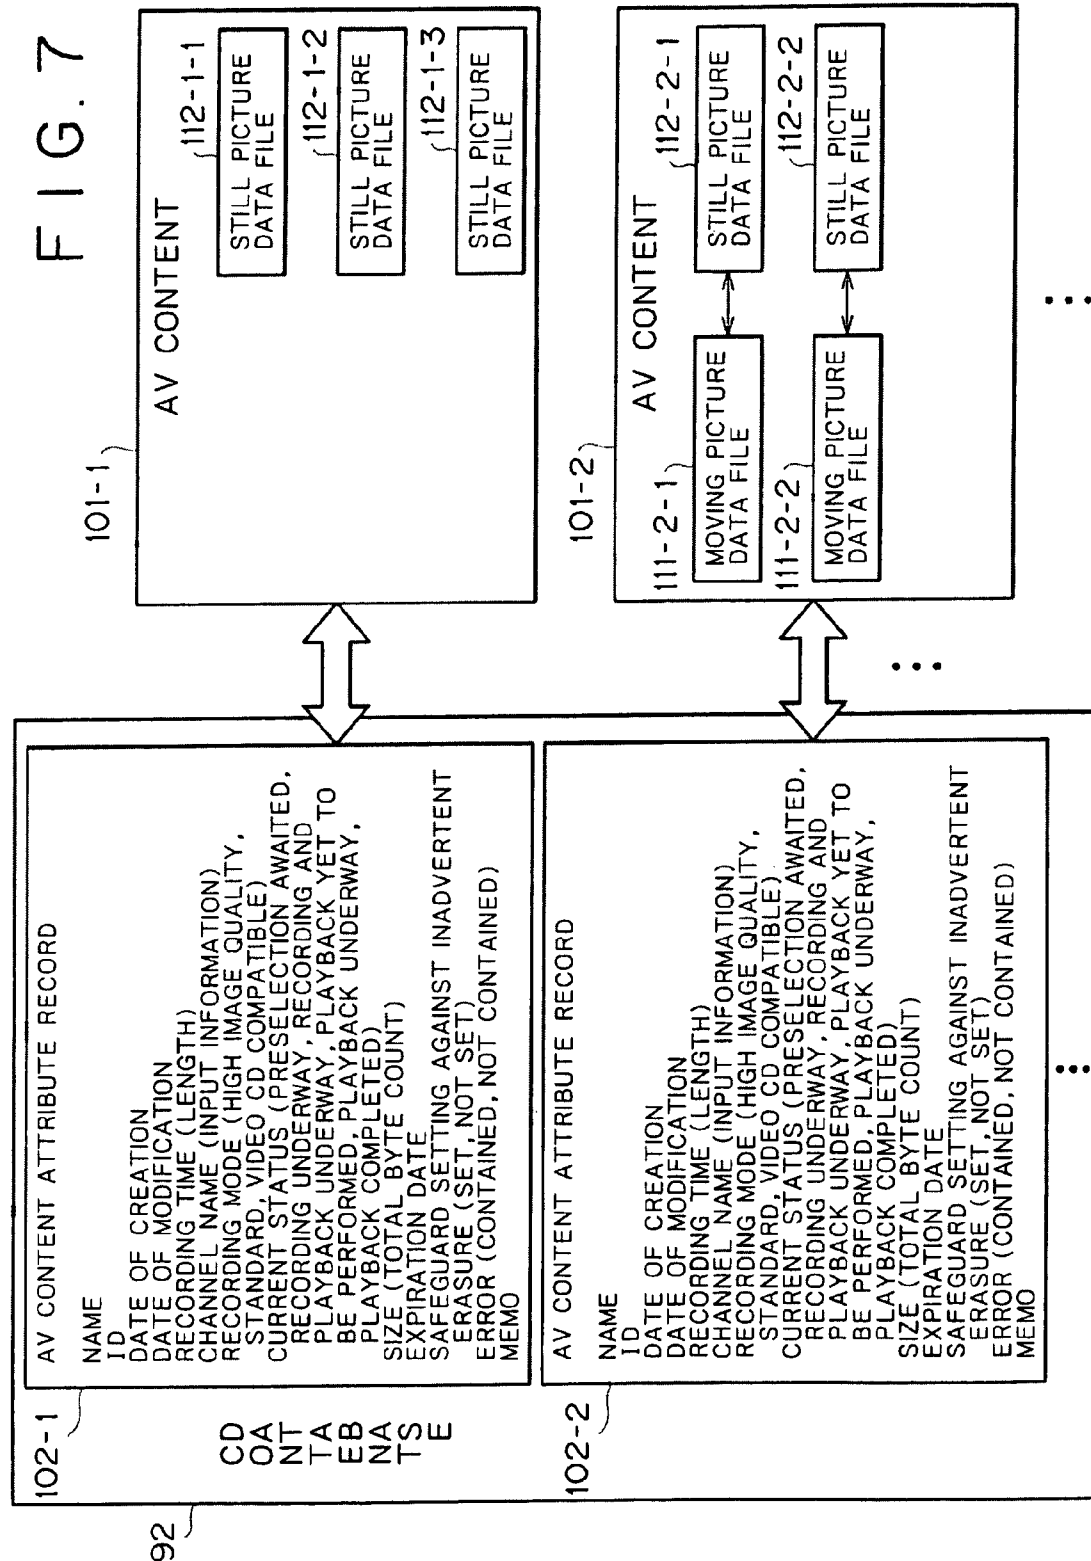 FIG. 7
92
CD
OA
NT
TA
EB
NA
TS
E
102-1
AV CONTENT ATTRIBUTE RECORD
NAME
ID
DATE OF CREATION
DATE OF MODIFICATION
RECORDING TIME (LENGTH)
CHANNEL NAME (INPUT INFORMATION)
RECORDING MODE (HIGH IMAGE QUALITY,
STANDARD, VIDEO CD COMPATIBLE)
CURRENT STATUS (PRESELECTION AWAITED,
RECORDING UNDERWAY, RECORDING AND
PLAYBACK UNDERWAY, PLAYBACK YET TO
BE PERFORMED, PLAYBACK UNDERWAY,
PLAYBACK COMPLETED)
SIZE (TOTAL BYTE COUNT)
EXPIRATION DATE
SAFEGUARD SETTING AGAINST INADVERTENT
ERASURE (SET, NOT SET)
ERROR (CONTAINED, NOT CONTAINED)
MEMO
101-1
AV CONTENT
112-1-1
STILL PICTURE
DATA FILE
112-1-2
STILL PICTURE
DATA FILE
112-1-3
STILL PICTURE
DATA FILE
102-2
AV CONTENT ATTRIBUTE RECORD
NAME
ID
DATE OF CREATION
DATE OF MODIFICATION
RECORDING TIME (LENGTH)
CHANNEL NAME (INPUT INFORMATION)
RECORDING MODE (HIGH IMAGE QUALITY,
STANDARD, VIDEO CD COMPATIBLE)
CURRENT STATUS (PRESELECTION AWAITED,
RECORDING UNDERWAY, RECORDING AND
PLAYBACK UNDERWAY, PLAYBACK YET TO
BE PERFORMED, PLAYBACK UNDERWAY,
PLAYBACK COMPLETED)
SIZE (TOTAL BYTE COUNT)
EXPIRATION DATE
SAFEGUARD SETTING AGAINST INADVERTENT
ERASURE (SET, NOT SET)
ERROR (CONTAINED, NOT CONTAINED)
MEMO
101-2
AV CONTENT
111-2-1
MOVING PICTURE
DATA FILE
112-2-1
STILL PICTURE
DATA FILE
111-2-2
MOVING PICTURE
DATA FILE
112-2-2
STILL PICTURE
DATA FILE